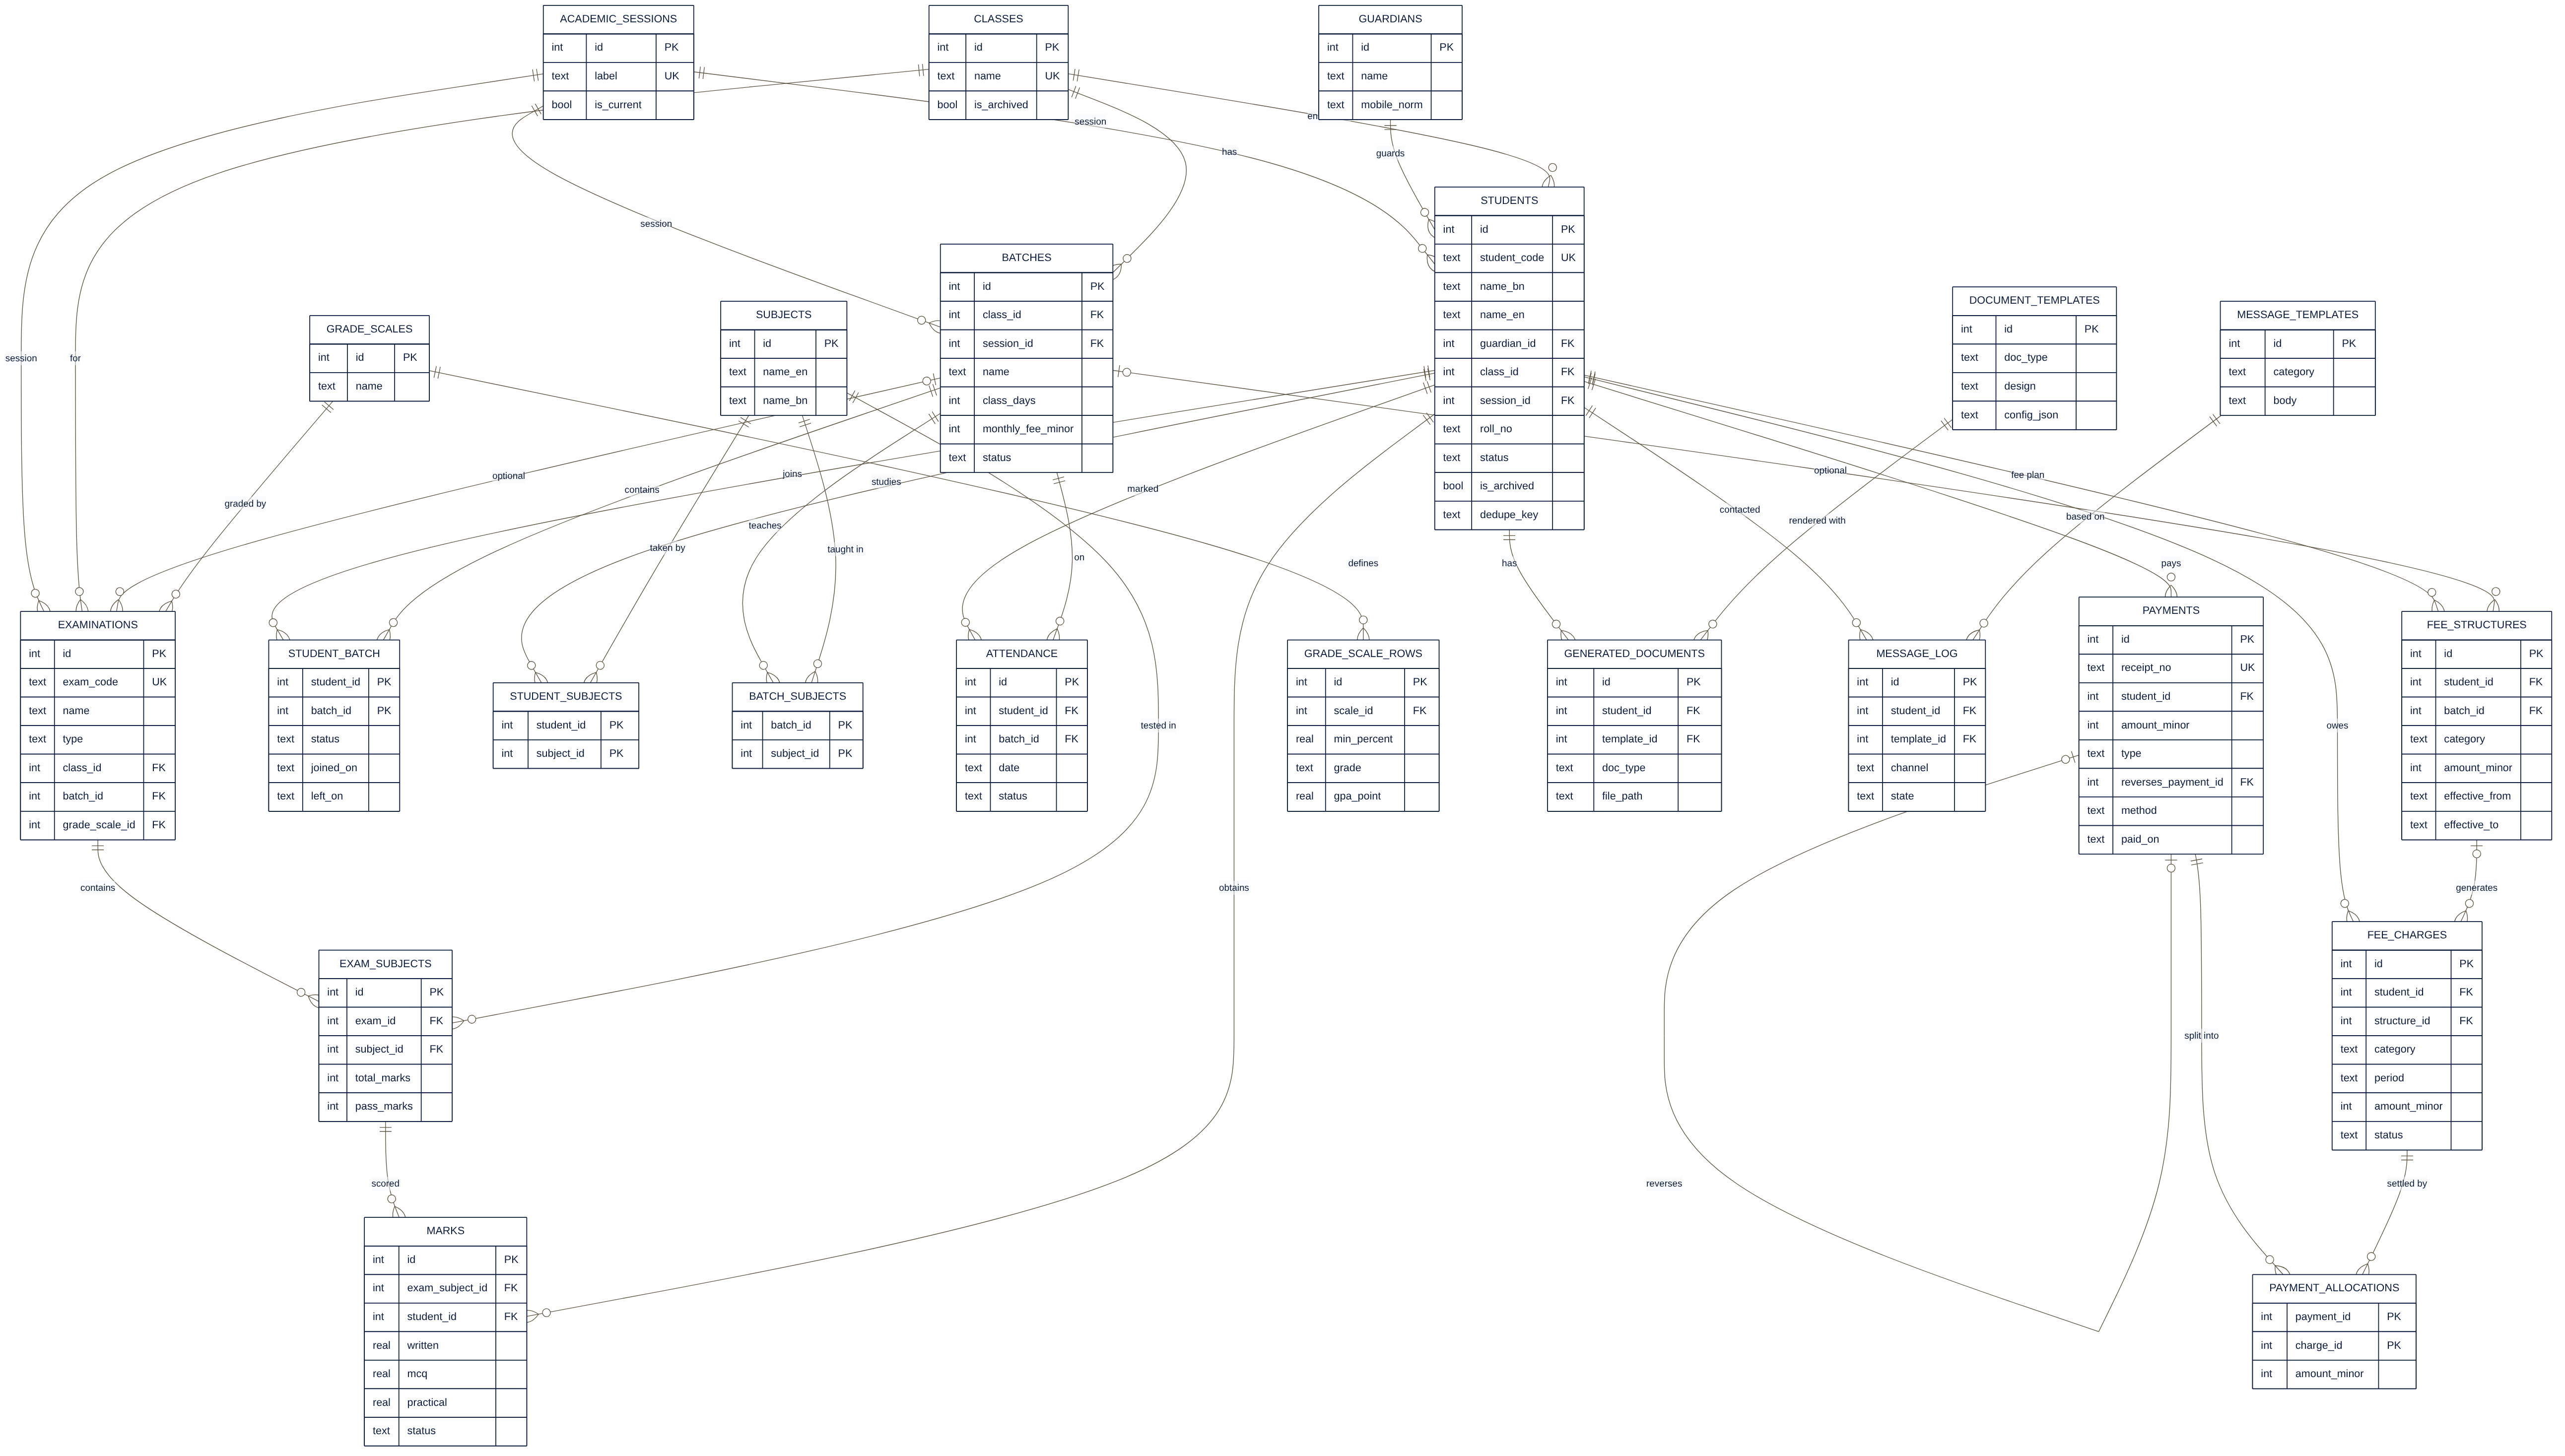 ACADEMIC_SESSIONS
int id PK
text label UK
bool is_current
CLASSES
int id PK
text name UK
bool is_archived
GUARDIANS
int id PK
text name
text mobile_norm
session
en
has
guards
session
STUDENTS
int id PK
text student_code UK
text name_bn
text name_en
int guardian_id FK
int class_id FK
int session_id FK
text roll_no
text status
bool is_archived
text dedupe_key
BATCHES
int id PK
int class_id FK
int session_id FK
text name
int class_days
int monthly_fee_minor
text status
SUBJECTS
int id PK
text name_en
text name_bn
GRADE_SCALES
int id PK
text name
DOCUMENT_TEMPLATES
int id PK
text doc_type
text design
text config_json
MESSAGE_TEMPLATES
int id PK
text category
text body
session
for
graded by
optional
contains
joins
studies
teaches
taken by
taught in
on
marked
defines
has
contacted
rendered with
optional
fee plan
based on
pays
EXAMINATIONS
int id PK
text exam_code UK
text name
text type
int class_id FK
int batch_id FK
int grade_scale_id FK
STUDENT_BATCH
int student_id PK
int batch_id PK
text status
text joined_on
text left_on
STUDENT_SUBJECTS
int student_id PK
int subject_id PK
BATCH_SUBJECTS
int batch_id PK
int subject_id PK
ATTENDANCE
int id PK
int student_id FK
int batch_id FK
text date
text status
tested in
GRADE_SCALE_ROWS
int id PK
int scale_id FK
real min_percent
text grade
real gpa_point
GENERATED_DOCUMENTS
int id PK
int student_id FK
int template_id FK
text doc_type
text file_path
MESSAGE_LOG
int id PK
int student_id FK
int template_id FK
text channel
text state
PAYMENTS
int id PK
text receipt_no UK
int student_id FK
int amount_minor
text type
int reverses_payment_id FK
text method
text paid_on
owes
FEE_STRUCTURES
int id PK
int student_id FK
int batch_id FK
text category
int amount_minor
text effective_from
text effective_to
contains
obtains
generates
EXAM_SUBJECTS
int id PK
int exam_id FK
int subject_id FK
int total_marks
int pass_marks
FEE_CHARGES
int id PK
int student_id FK
int structure_id FK
text category
text period
int amount_minor
text status
split into
scored
reverses
settled by
MARKS
int id PK
int exam_subject_id FK
int student_id FK
real written
real mcq
real practical
text status
PAYMENT_ALLOCATIONS
int payment_id PK
int charge_id PK
int amount_minor